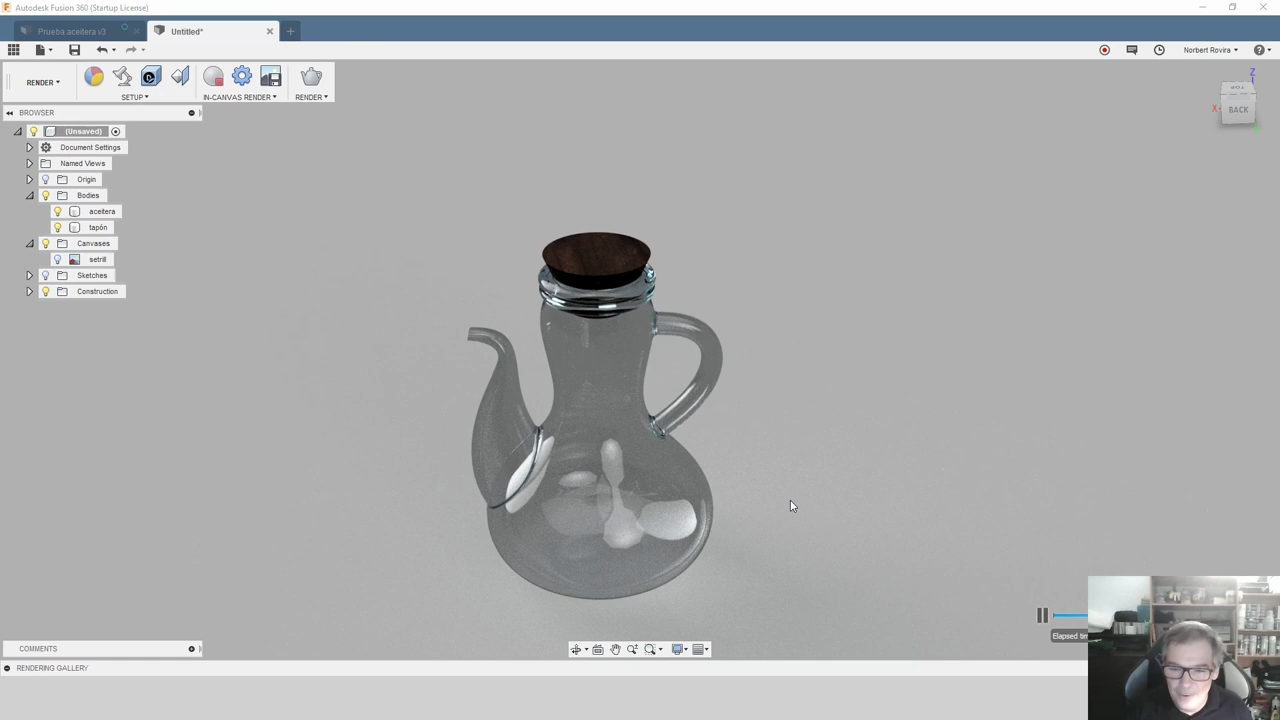 Autodesk Fusion 360 (Startup License)
Prueba aceitera v3
Untitled*
Norbert Rovira
RENDER
SETUP
IN-CANVAS RENDER
RENDER
Z
TOP
X
BACK
BROWSER
(Unsaved)
Document Settings
Named Views
Origin
Bodies
aceitera
tapón
Canvases
setrill
Sketches
Construction
Elapsed
COMMENTS
RENDERING GALLERY